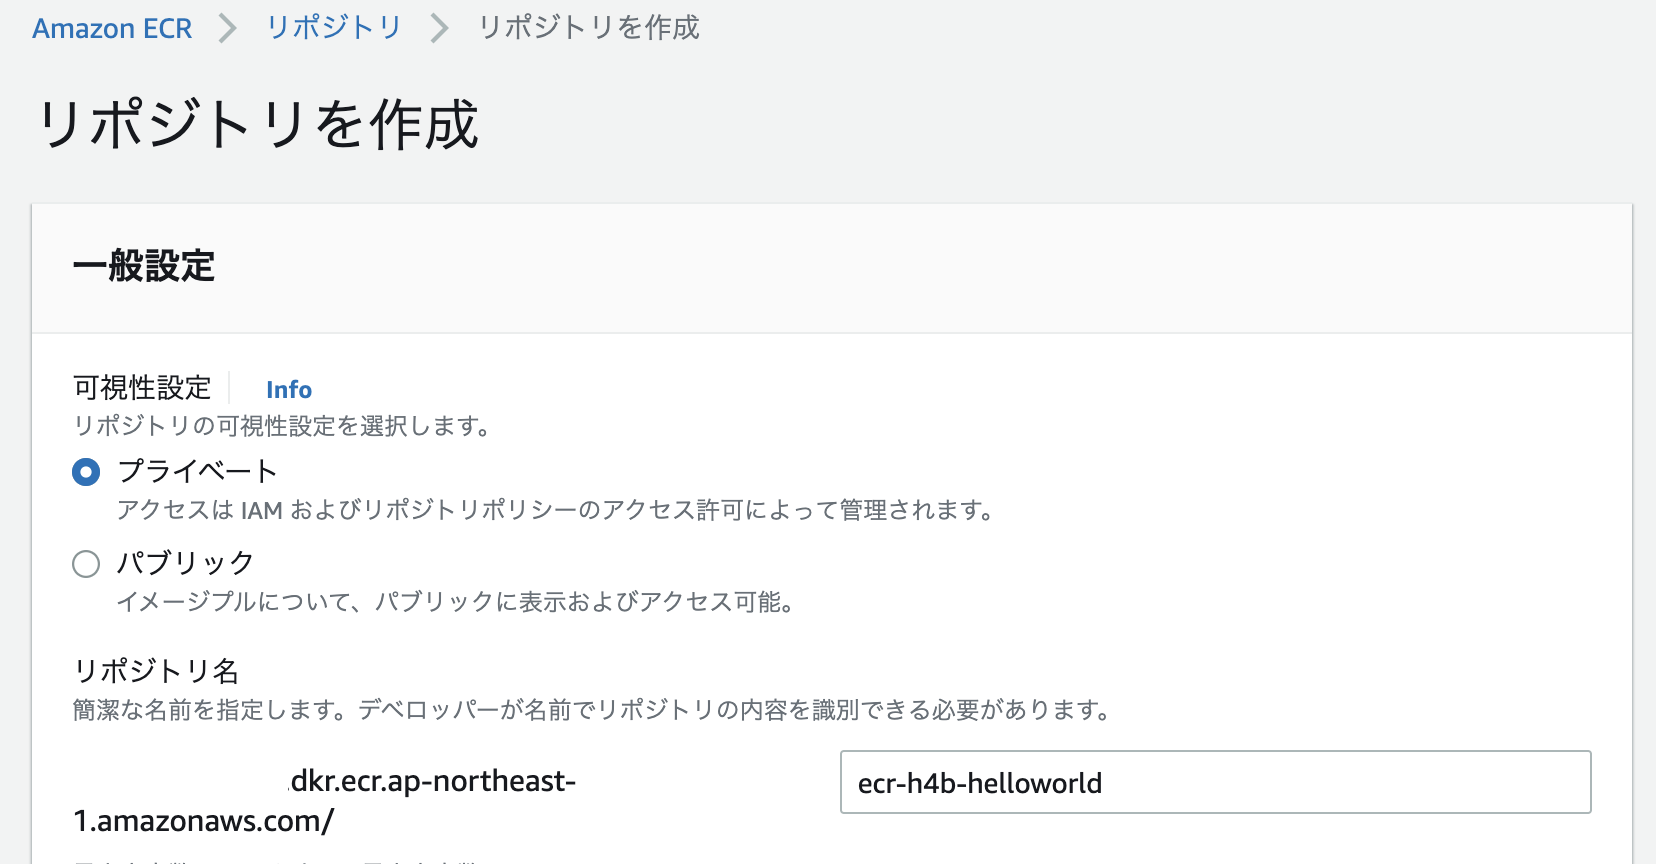 Amazon ECR > リポジトリ > リポジトリを作成
リポジトリを作成
一般設定
可視性設定 Info
リポジトリの可視性設定を選択します。
プライベート
アクセスは IAM およびリポジトリポリシーのアクセス許可によって管理されます。
パブリック
イメージプルについて、パブリックに表示およびアクセス可能。
リポジトリ名
簡潔な名前を指定します。デベロッパーが名前でリポジトリの内容を識別できる必要があります。
.dkr.ecr.ap-northeast-
1.amazonaws.com/
ecr-h4b-helloworld